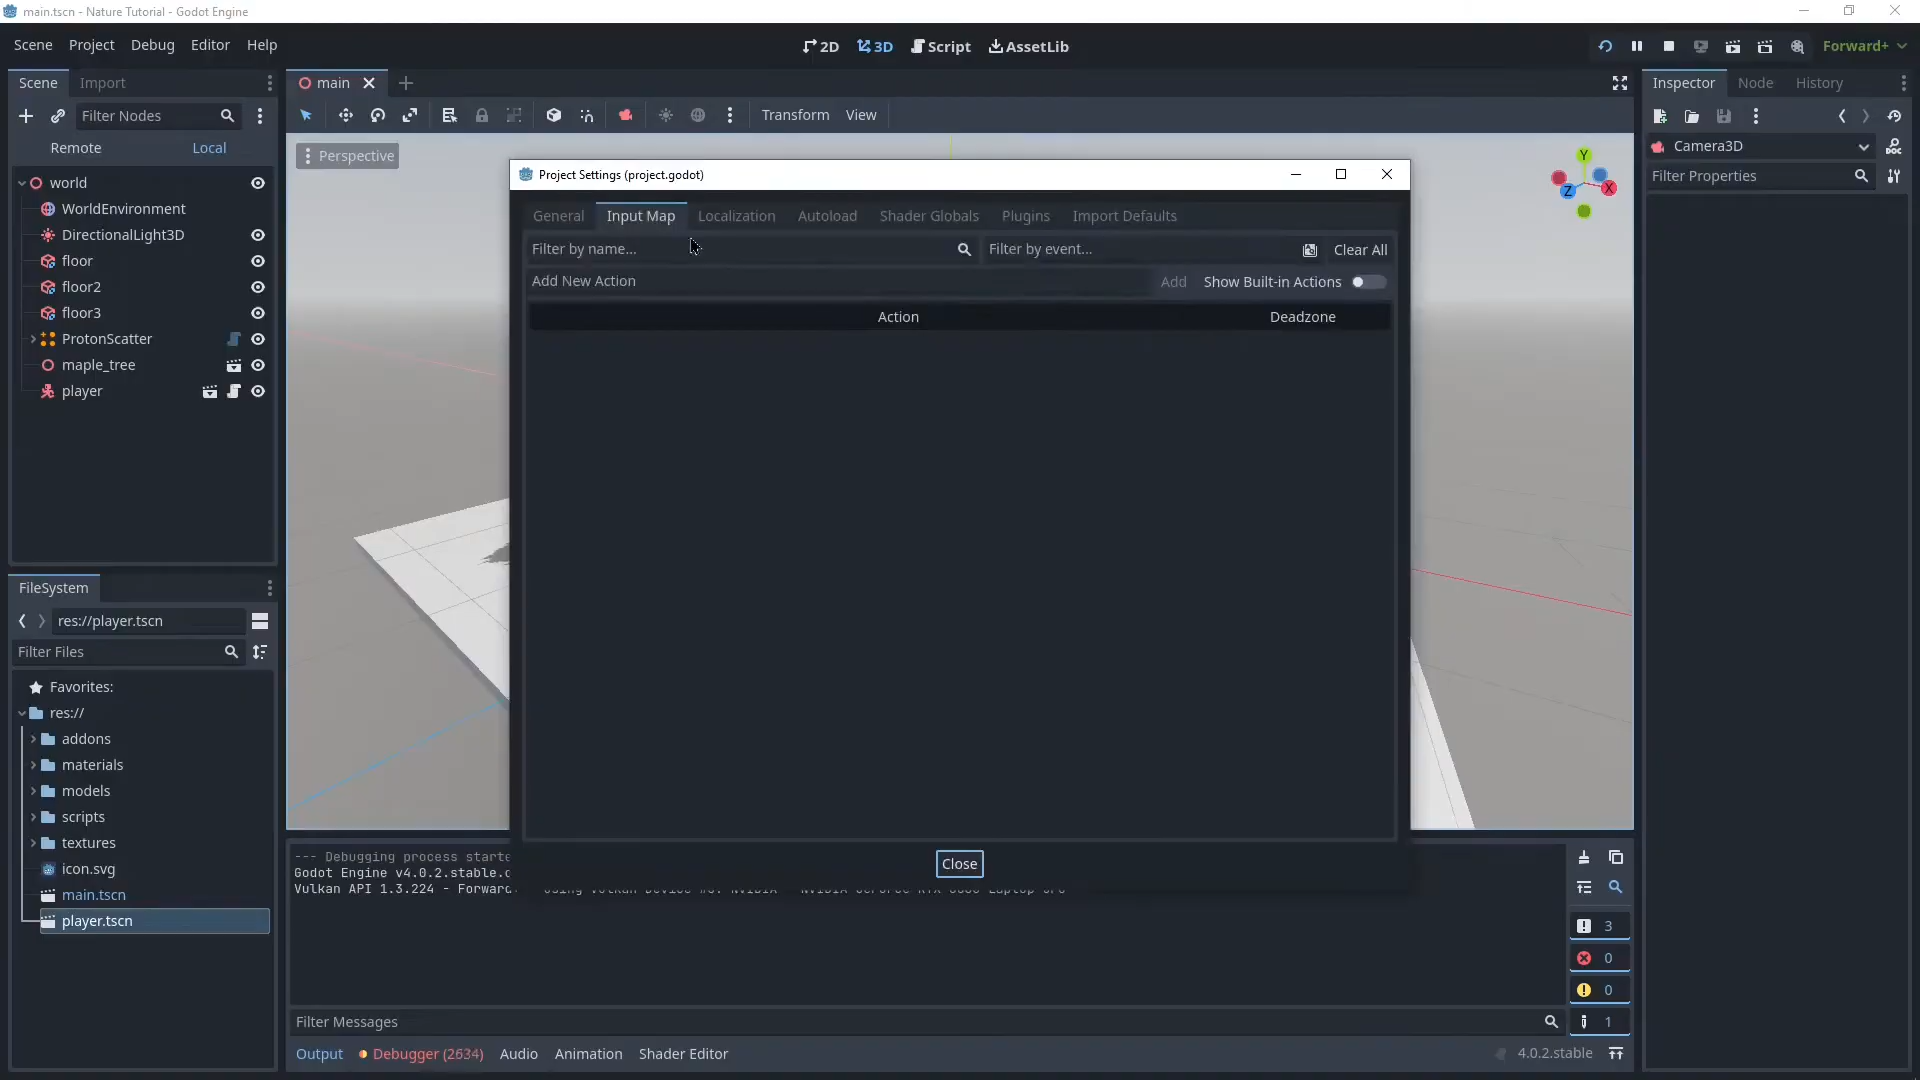 main.tscn - Nature Tutorial - Godot Engine
Scene Project Debug Editor Help
2D 3D Script AssetLib
Forward+
Scene Import
Filter Nodes
Remote Local
world
WorldEnvironment
DirectionalLight3D
floor
floor2
floor3
ProtonScatter
maple_tree
player
main
Transform View
Perspective
Y
X
Z
Project Settings (project.godot)
General Input Map Localization Autoload Shader Globals Plugins Import Defaults
Filter by name... Filter by event... Clear All
Add New Action Add Show Built-in Actions
Action Deadzone
Close
Inspector Node History
Camera3D
DOC
Filter Properties
FileSystem
res://player.tscn
Filter Files
Favorites:
res://
addons
materials
models
scripts
textures
icon.svg
main.tscn
player.tscn
--- Debugging process starte
Godot Engine v4.0.2.stable.o
Vulkan API 1.3.224 - Forward
3
0
0
1
Filter Messages
Output Debugger (2634) Audio Animation Shader Editor
4.0.2.stable